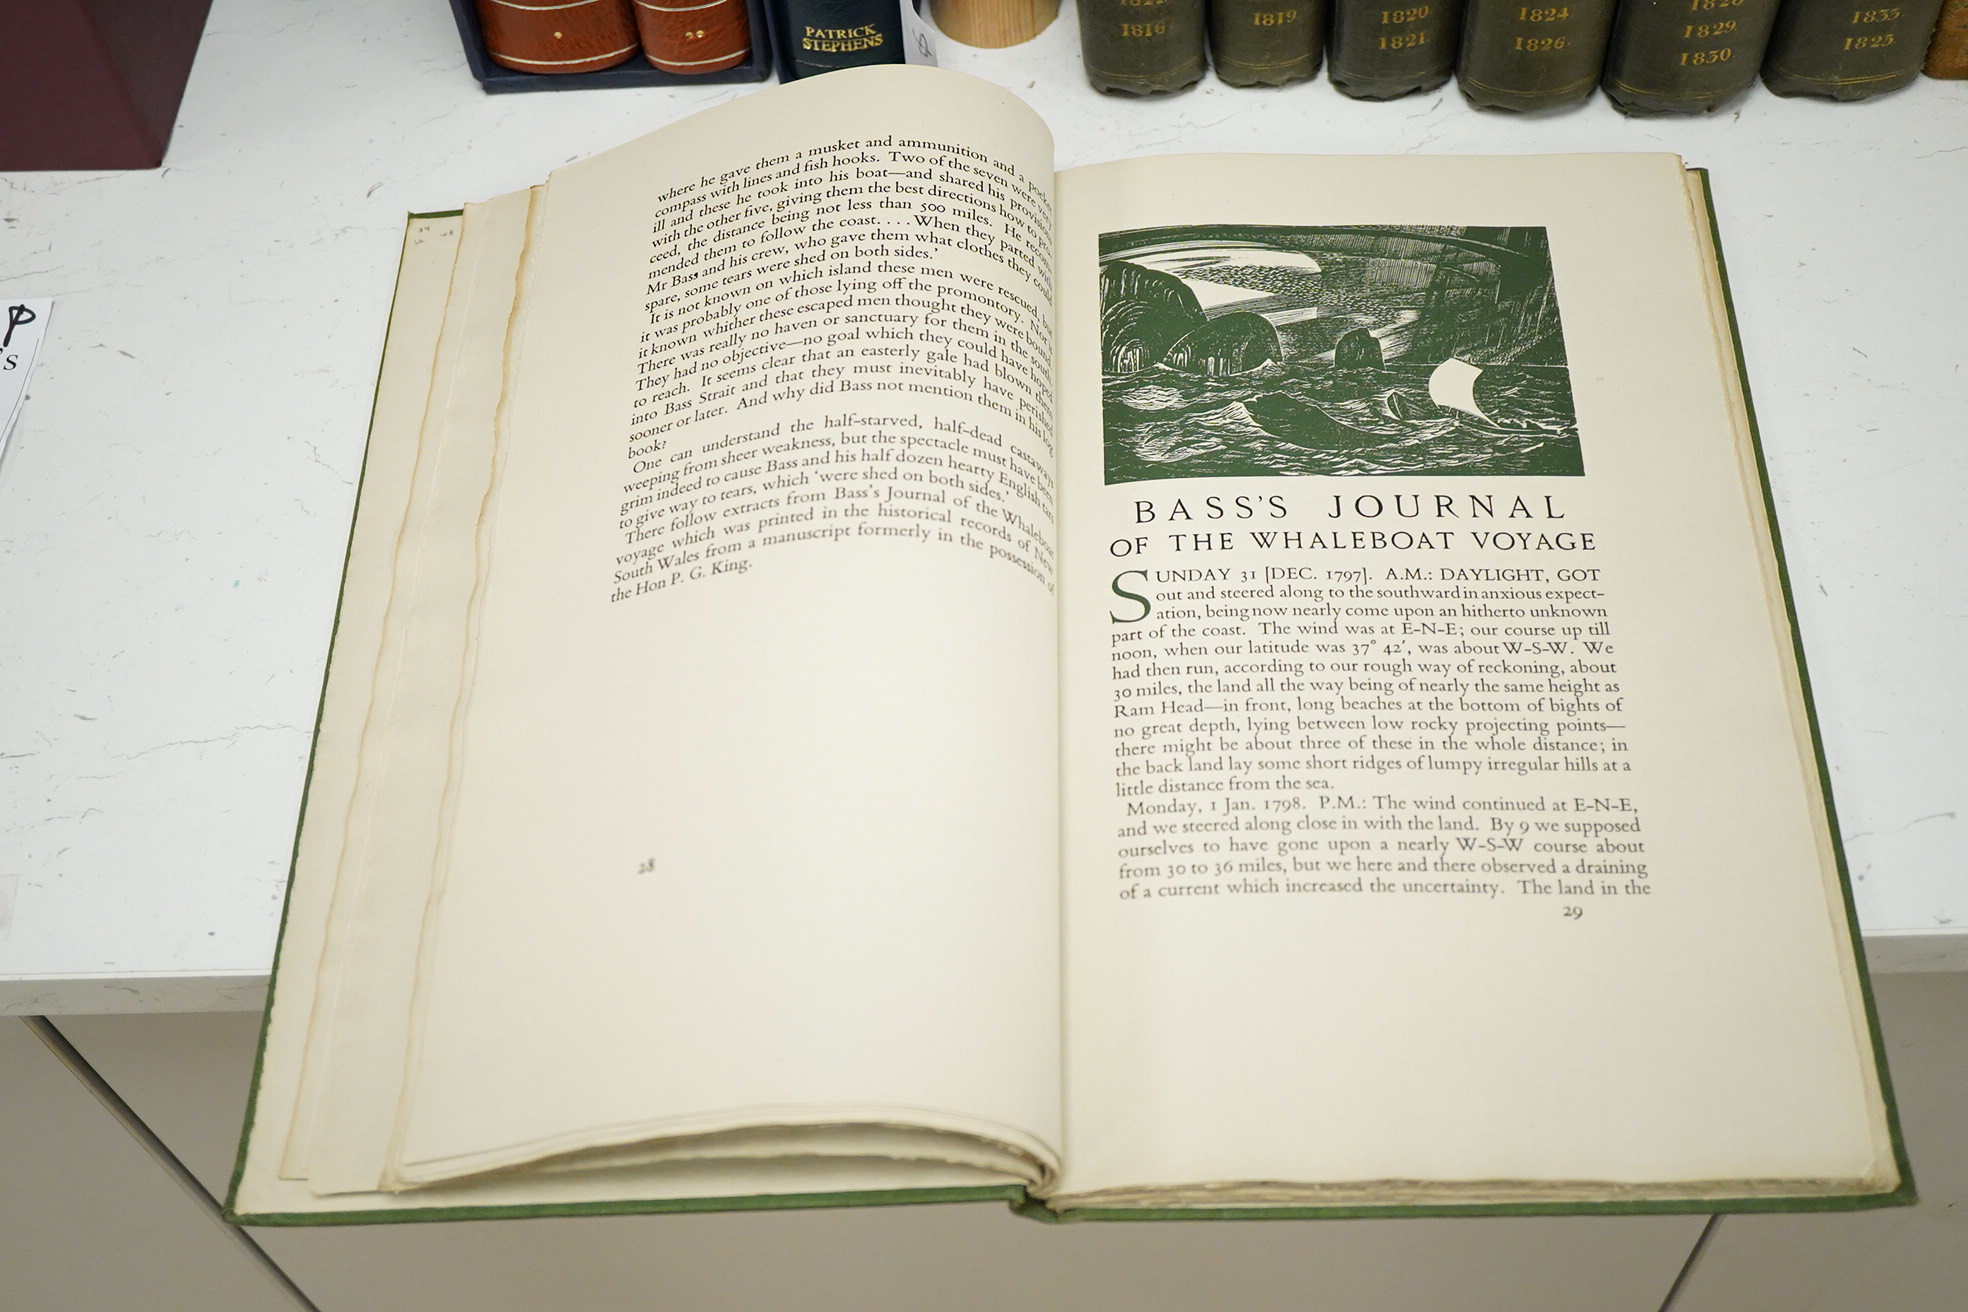 PATRICK
STEPHENS
1816
1819
1820
1821
1824
1826
1829
1830
1835
1825
where he gave them a musket and ammunition and a pocket
compass with lines and fish hooks. Two of the seven were very
ill and these he took into his boat—and shared his provisions
with the other five, giving them the best directions how to pro-
ceed, the distance being not less than 500 miles. He recom-
mended them to follow the coast. . . . When they parted with
Mr Bass and his crew, who gave them what clothes they could
spare, some tears were shed on both sides.'
It is not known on which island these men were rescued, but
it was probably one of those lying off the promontory. Nor is
it known whither these escaped men thought they were bound.
There was really no haven or sanctuary for them in the south.
They had no objective—no goal which they could have hoped
to reach. It seems clear that an easterly gale had blown them
into Bass Strait and that they must inevitably have perished
sooner or later. And why did Bass not mention them in his log
book?
One can understand the half-starved, half-dead castaways
weeping from sheer weakness, but the spectacle must have been
grim indeed to cause Bass and his half dozen hearty English tars
to give way to tears, which 'were shed on both sides.'
There follow extracts from Bass's Journal of the Whaleboat
voyage which was printed in the historical records of New
South Wales from a manuscript formerly in the possession of
the Hon P. G. King.
28
BASS'S JOURNAL
OF THE WHALEBOAT VOYAGE
SUNDAY 31 [DEC. 1797]. A.M.: DAYLIGHT, GOT
out and steered along to the southward in anxious expect-
ation, being now nearly come upon an hitherto unknown
part of the coast. The wind was at E-N-E; our course up till
noon, when our latitude was 37° 42′, was about W-S-W. We
had then run, according to our rough way of reckoning, about
30 miles, the land all the way being of nearly the same height as
Ram Head—in front, long beaches at the bottom of bights of
no great depth, lying between low rocky projecting points—
there might be about three of these in the whole distance; in
the back land lay some short ridges of lumpy irregular hills at a
little distance from the sea.
Monday, 1 Jan. 1798. P.M.: The wind continued at E-N-E,
and we steered along close in with the land. By 9 we supposed
ourselves to have gone upon a nearly W-S-W course about
from 30 to 36 miles, but we here and there observed a draining
of a current which increased the uncertainty. The land in the
29